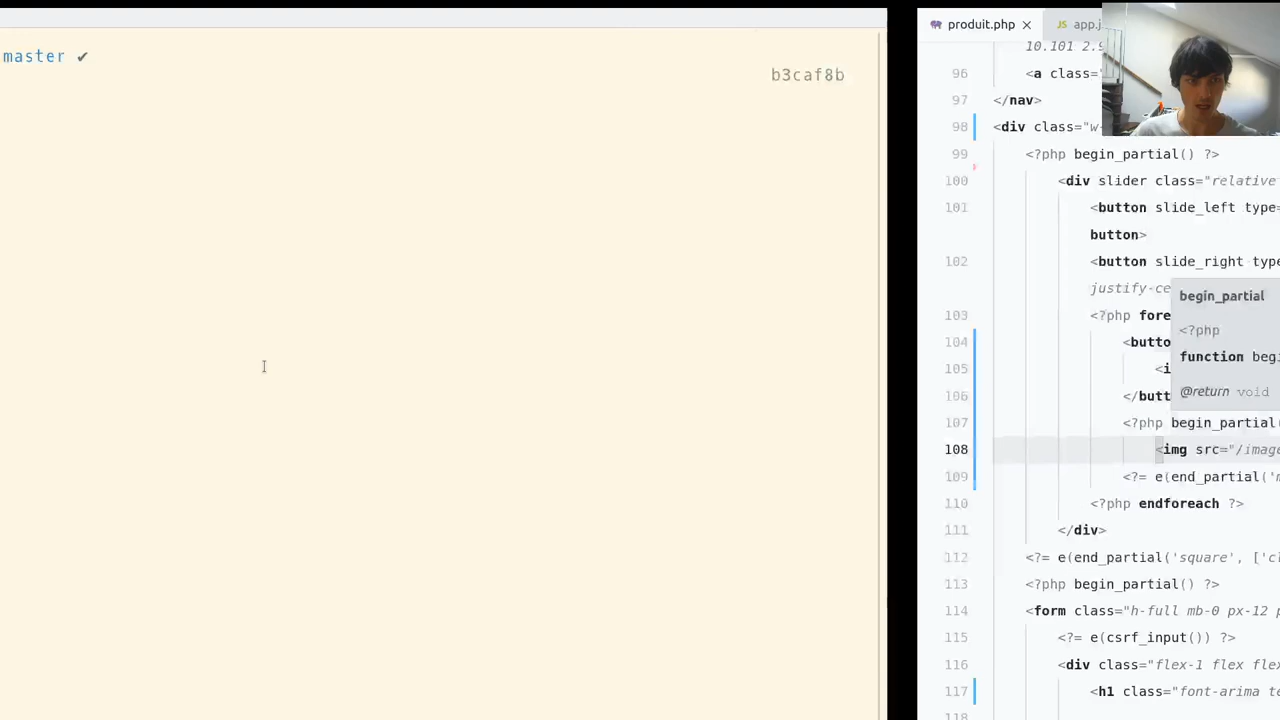 master ✔
b3caf8b
produit.php ×
JS app.j
10.101 2.9
96 <a class="
97 </nav>
98 <div class="w-
99 <?php begin_partial() ?>
100 <div slider class="relative
101 <button slide_left type=
button>
102 <button slide_right type
justify-ce
103 <?php fore
104 <butto
105 <i
106 </butt
107 <?php begin_partial(
108 <img src="/image
109 <?= e(end_partial('m
110 <?php endforeach ?>
111 </div>
112 <?= e(end_partial('square', ['cl
113 <?php begin_partial() ?>
114 <form class="h-full mb-0 px-12 p
115 <?= e(csrf_input()) ?>
116 <div class="flex-1 flex flex
117 <h1 class="font-arima te
118
begin_partial
<?php
function begi
@return void